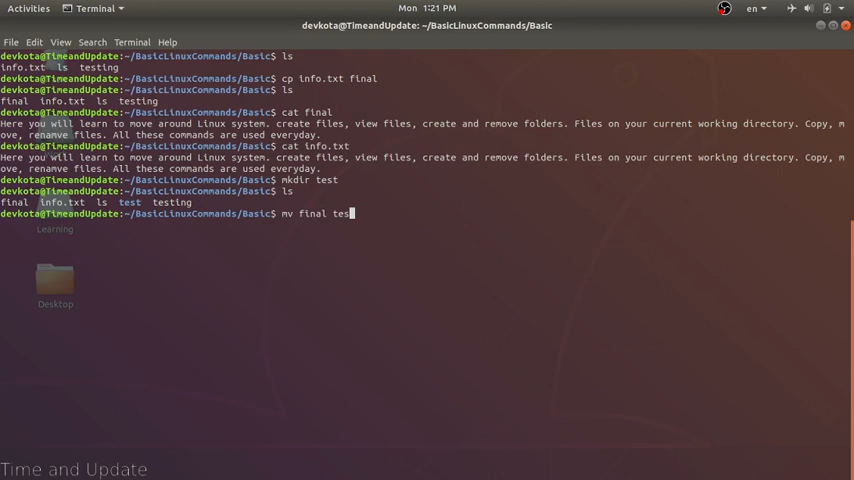 Activities Terminal Mon 1:21 PM en
devkota@TimeandUpdate: ~/BasicLinuxCommands/Basic
File Edit View Search Terminal Help
devkota@TimeandUpdate:~/BasicLinuxCommands/Basic$ ls
info.txt ls testing
devkota@TimeandUpdate:~/BasicLinuxCommands/Basic$ cp info.txt final
devkota@TimeandUpdate:~/BasicLinuxCommands/Basic$ ls
final info.txt ls testing
devkota@TimeandUpdate:~/BasicLinuxCommands/Basic$ cat final
Here you will learn to move around Linux system. create files, view files, create and remove folders. Files on your current working directory. Copy, m
ove, renamve files. All these commands are used everyday.
devkota@TimeandUpdate:~/BasicLinuxCommands/Basic$ cat info.txt
Here you will learn to move around Linux system. create files, view files, create and remove folders. Files on your current working directory. Copy, m
ove, renamve files. All these commands are used everyday.
devkota@TimeandUpdate:~/BasicLinuxCommands/Basic$ mkdir test
devkota@TimeandUpdate:~/BasicLinuxCommands/Basic$ ls
final info.txt ls test testing
devkota@TimeandUpdate:~/BasicLinuxCommands/Basic$ mv final tes
Learning
Desktop
Time and Update